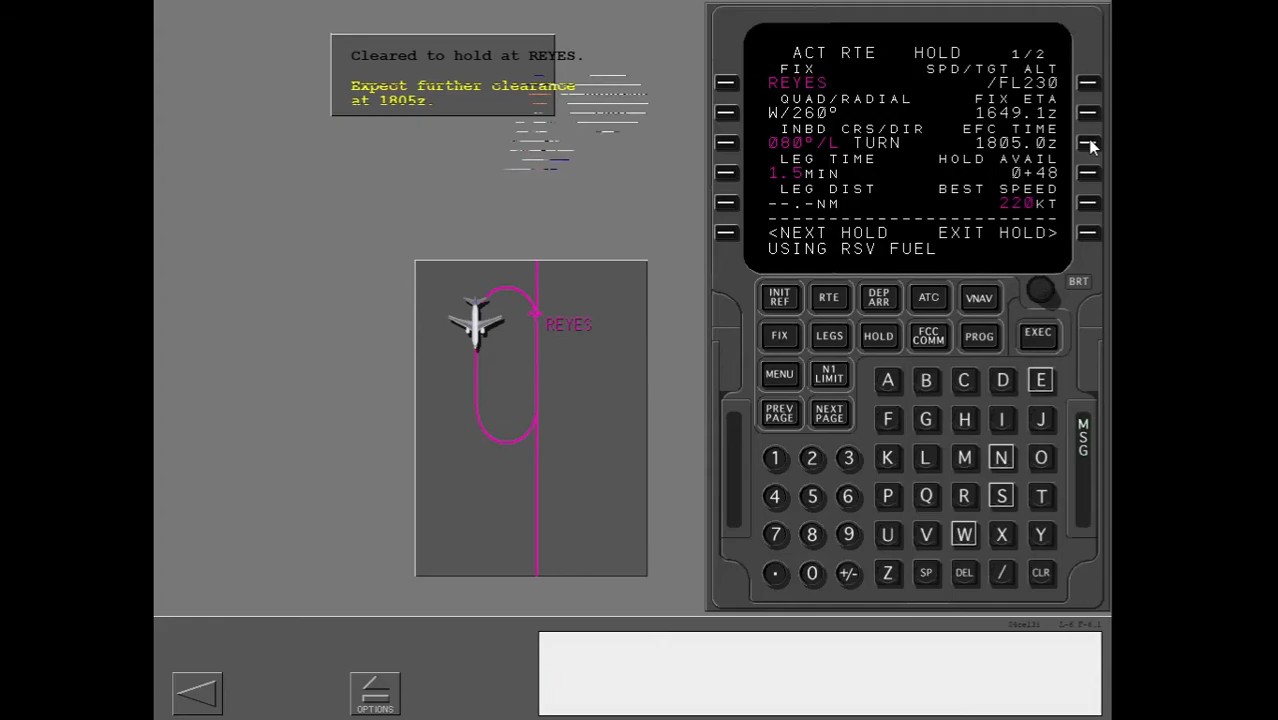 Cleared to hold at REYES.
Expect further clearance
at 1805z.
ACT RTE HOLD 1/2
FIX SPD/TGT ALT
REYES /FL230
QUAD/RADIAL FIX ETA
W/260° 1649.1z
INBD CRS/DIR EFC TIME
080°/L TURN 1805.0z
LEG TIME HOLD AVAIL
1.5MIN 0+48
LEG DIST BEST SPEED
--.-NM 220KT
<NEXT HOLD EXIT HOLD>
USING RSV FUEL
BRT
INIT REF RTE DEP ARR ATC VNAV
FIX LEGS HOLD FCC COMM PROG EXEC
MENU N1 LIMIT
PREV PAGE NEXT PAGE
A B C D E
F G H I J
K L M N O
P Q R S T
U V W X Y
Z SP DEL / CLR
1 2 3
4 5 6
7 8 9
. 0 +/-
MSG
REYES
OPTIONS